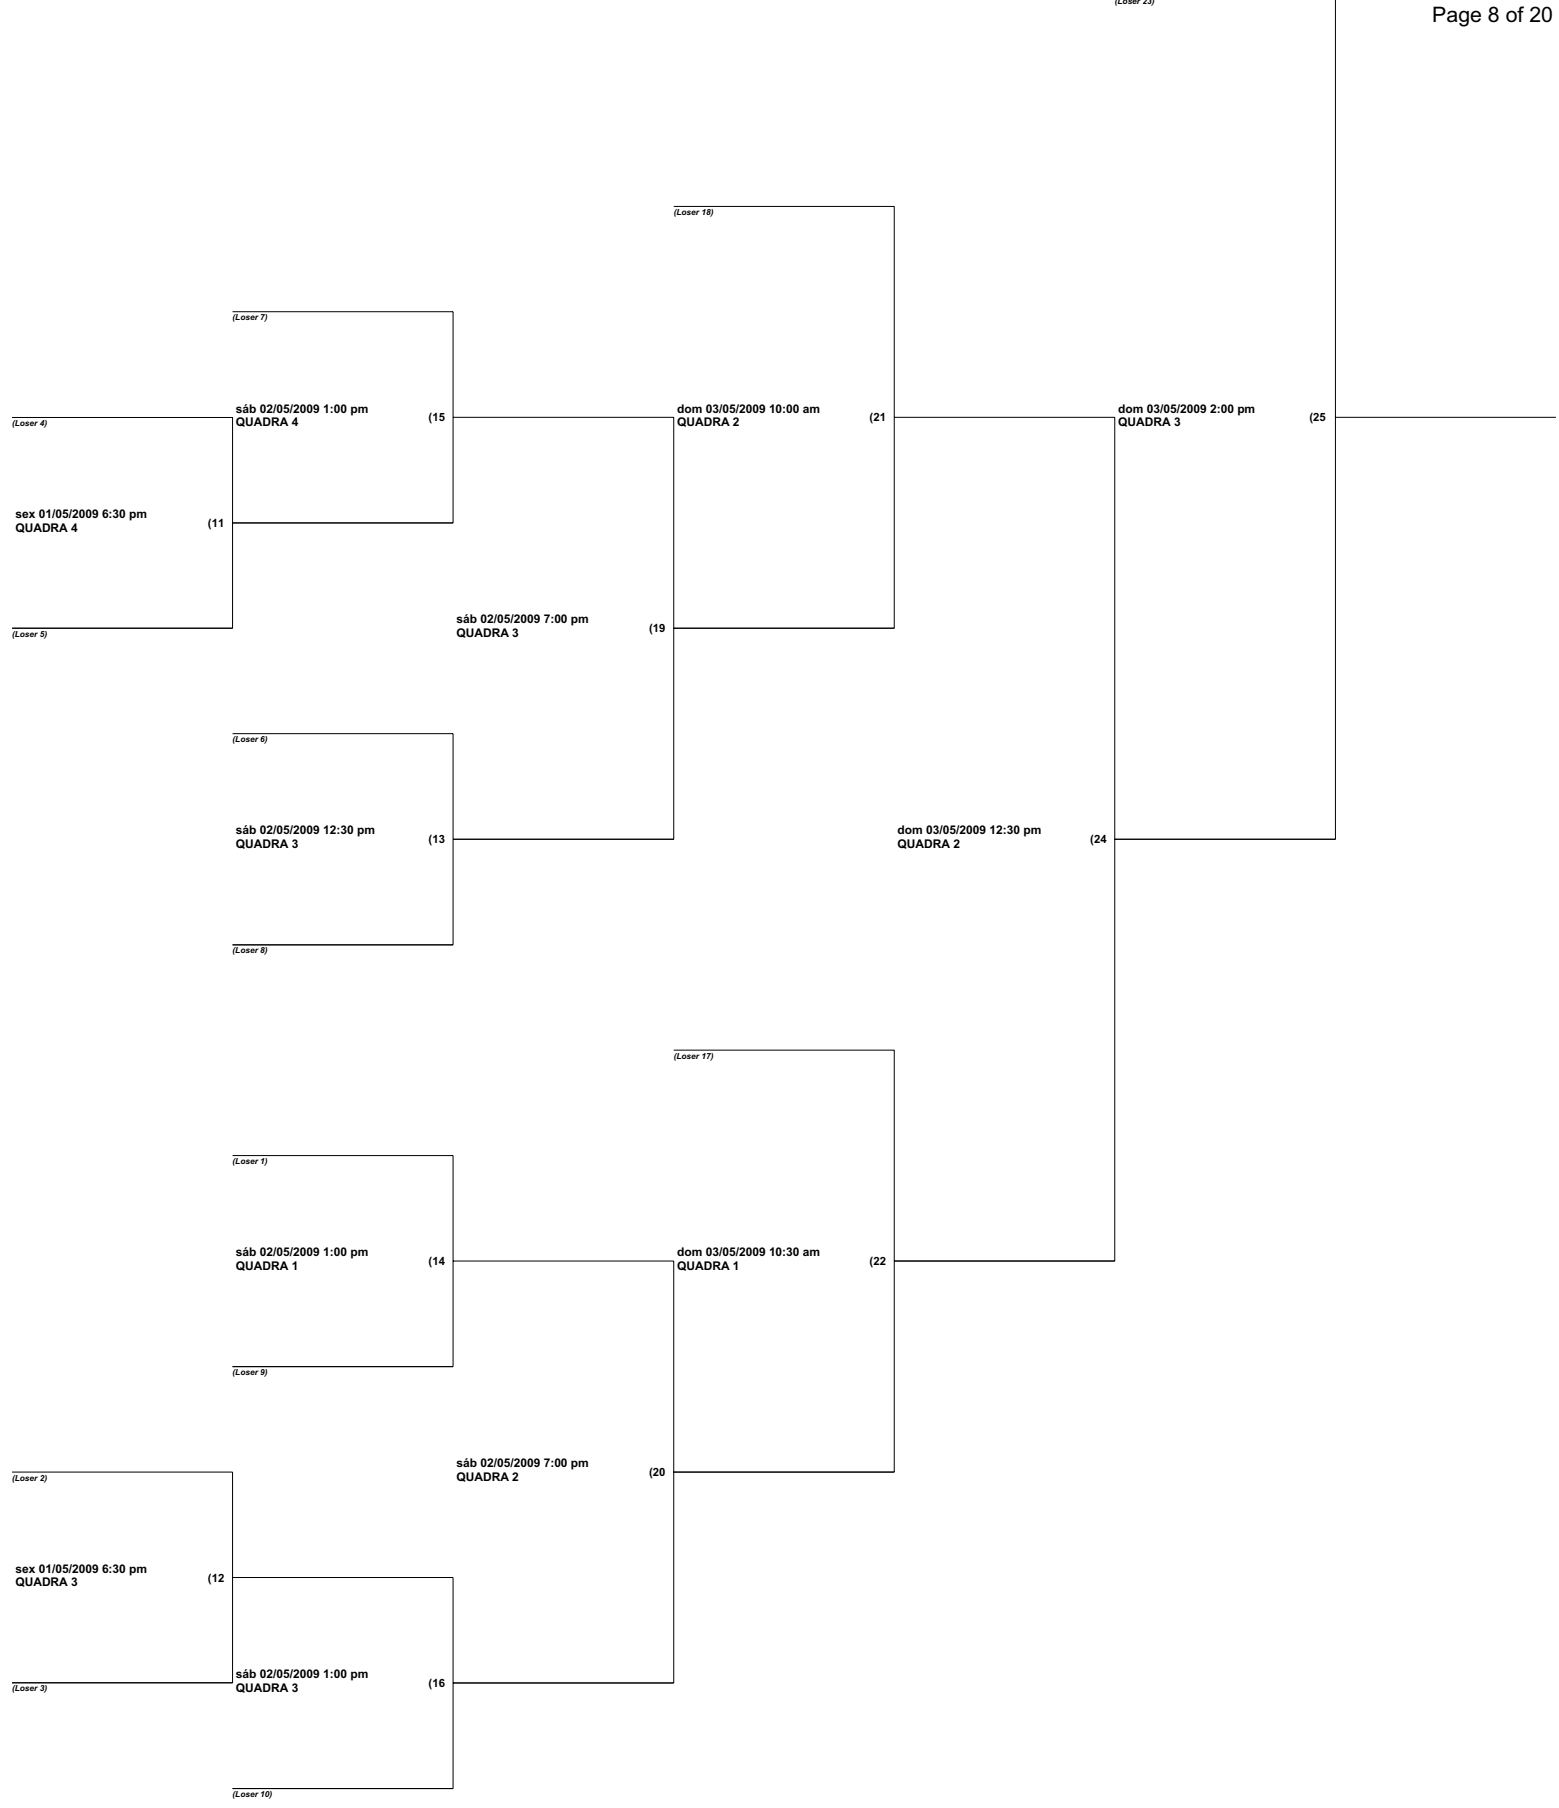 (Loser 23)
Page 8 of 20
(Loser 18)
(Loser 7)
sáb 02/05/2009 1:00 pm
QUADRA 4
(15
dom 03/05/2009 10:00 am
QUADRA 2
(21
dom 03/05/2009 2:00 pm
QUADRA 3
(25
(Loser 4)
sex 01/05/2009 6:30 pm
QUADRA 4
(11
sáb 02/05/2009 7:00 pm
QUADRA 3
(19
(Loser 5)
(Loser 6)
sáb 02/05/2009 12:30 pm
QUADRA 3
(13
dom 03/05/2009 12:30 pm
QUADRA 2
(24
(Loser 8)
(Loser 17)
(Loser 1)
sáb 02/05/2009 1:00 pm
QUADRA 1
(14
dom 03/05/2009 10:30 am
QUADRA 1
(22
(Loser 9)
sáb 02/05/2009 7:00 pm
QUADRA 2
(20
(Loser 2)
sex 01/05/2009 6:30 pm
QUADRA 3
(12
sáb 02/05/2009 1:00 pm
QUADRA 3
(16
(Loser 3)
(Loser 10)